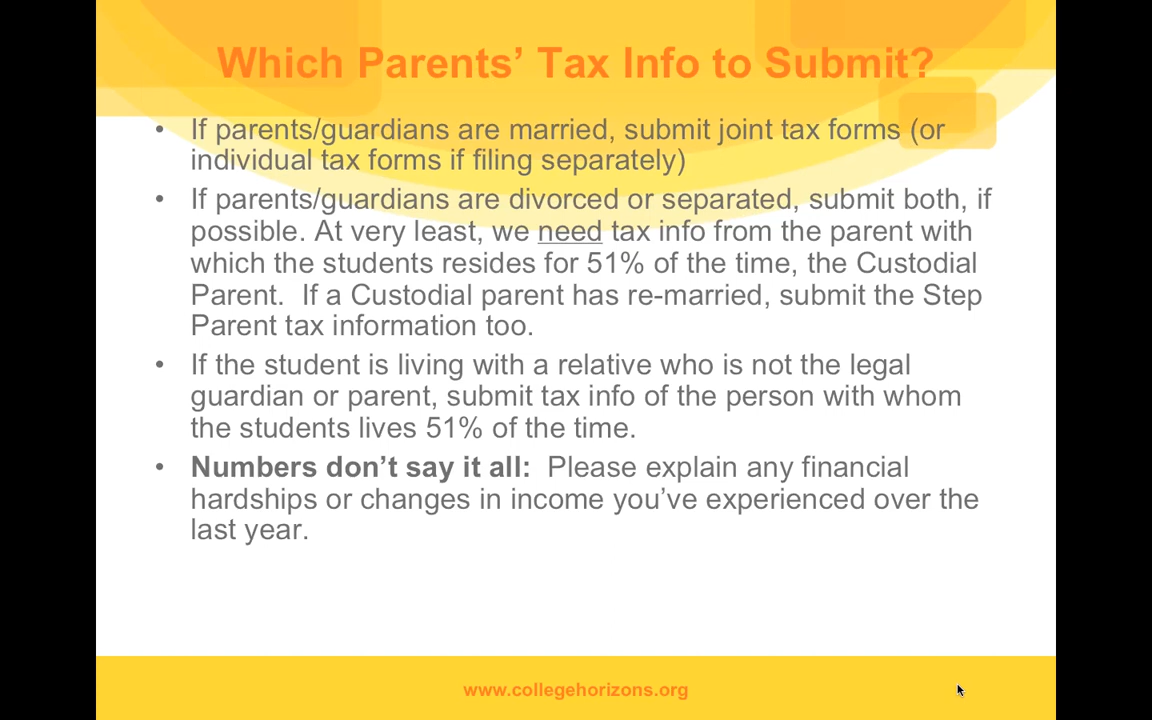 Which Parents’ Tax Info to Submit?
• If parents/guardians are married, submit joint tax forms (or
individual tax forms if filing separately)
• If parents/guardians are divorced or separated, submit both, if
possible. At very least, we need tax info from the parent with
which the students resides for 51% of the time, the Custodial
Parent.  If a Custodial parent has re-married, submit the Step
Parent tax information too.
• If the student is living with a relative who is not the legal
guardian or parent, submit tax info of the person with whom
the students lives 51% of the time.
• Numbers don’t say it all:  Please explain any financial
hardships or changes in income you’ve experienced over the
last year.
www.collegehorizons.org